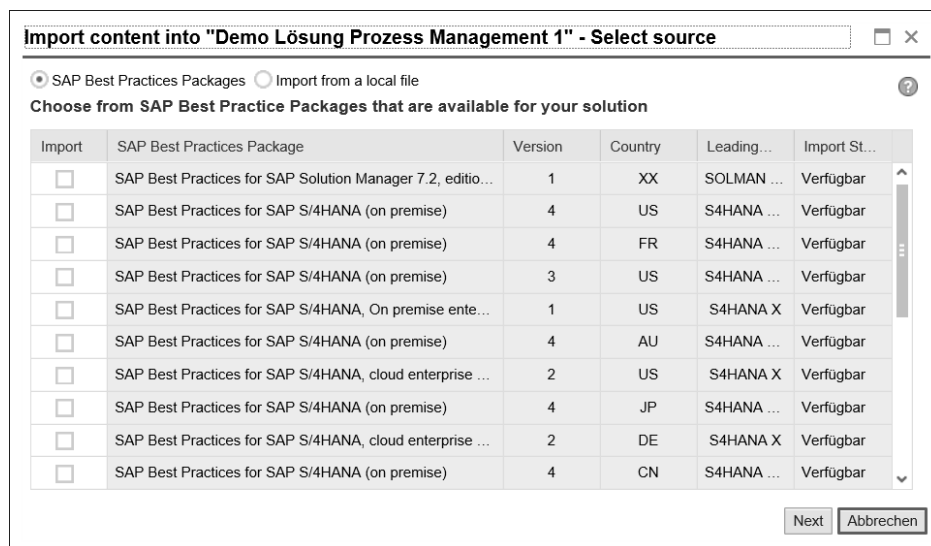 Import content into "Demo Lösung Prozess Management 1" - Select source
SAP Best Practices Packages Import from a local file
Choose from SAP Best Practice Packages that are available for your solution
Import SAP Best Practices Package Version Country Leading... Import St...
SAP Best Practices for SAP Solution Manager 7.2, editio... 1 XX SOLMAN ... Verfügbar
SAP Best Practices for SAP S/4HANA (on premise) 4 US S4HANA ... Verfügbar
SAP Best Practices for SAP S/4HANA (on premise) 4 FR S4HANA ... Verfügbar
SAP Best Practices for SAP S/4HANA (on premise) 3 US S4HANA ... Verfügbar
SAP Best Practices for SAP S/4HANA, On premise ente... 1 US S4HANA X Verfügbar
SAP Best Practices for SAP S/4HANA (on premise) 4 AU S4HANA ... Verfügbar
SAP Best Practices for SAP S/4HANA, cloud enterprise ... 2 US S4HANA X Verfügbar
SAP Best Practices for SAP S/4HANA (on premise) 4 JP S4HANA ... Verfügbar
SAP Best Practices for SAP S/4HANA, cloud enterprise ... 2 DE S4HANA X Verfügbar
SAP Best Practices for SAP S/4HANA (on premise) 4 CN S4HANA ... Verfügbar
Next Abbrechen